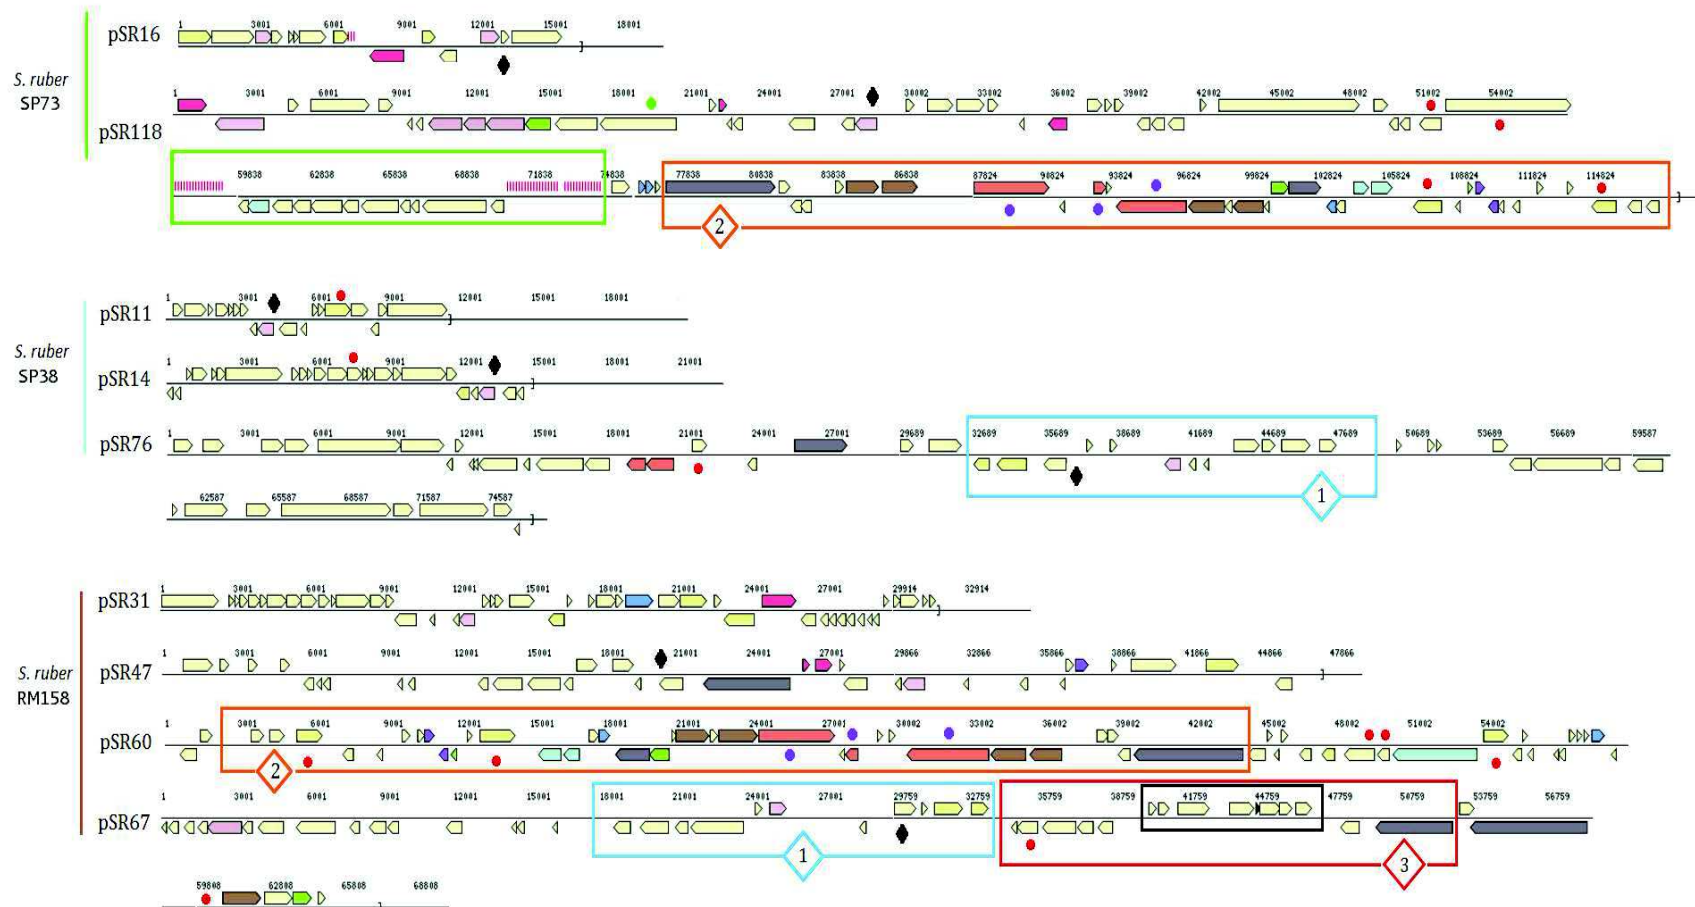 1 3001 6001 9001 12001 15001 18001
pSR16
S. ruber
SP73
1 3001 6001 9001 12001 15001 18001 21001 24001 27001 30002 33002 36002 39002 42002 45002 48002 51002 54002
pSR118
59838 62838 65838 68838 71838 74838 77838 80838 83838 86838 87824 90824 93824 96824 99824 102824 105824 108824 111824 114824
2
1 3001 6001 9001 12001 15001 18001
pSR11
S. ruber
SP38
1 3001 6001 9001 12001 15001 18001 21001
pSR14
1 3001 6001 9001 12001 15001 18001 21001 24001 27001 29689 32689 35689 38689 41689 44689 47689 50689 53689 56689 59587
pSR76
1
62587 65587 68587 71587 74587
1 3001 6001 9001 12001 15001 18001 21001 24001 27001 29914 32914
pSR31
1 3001 6001 9001 12001 15001 18001 21001 24001 27001 29866 32866 35866 38866 41866 44866 47866
pSR47
S. ruber
RM158
1 3001 6001 9001 12001 15001 18001 21001 24001 27001 30002 33002 36002 39002 42002 45002 48002 51002 54002
pSR60
2
1 3001 6001 9001 12001 15001 18001 21001 24001 27001 29759 32759 35759 38759 41759 44759 47759 50759 53759 56759
pSR67
1 3
59808 62808 65808 68808